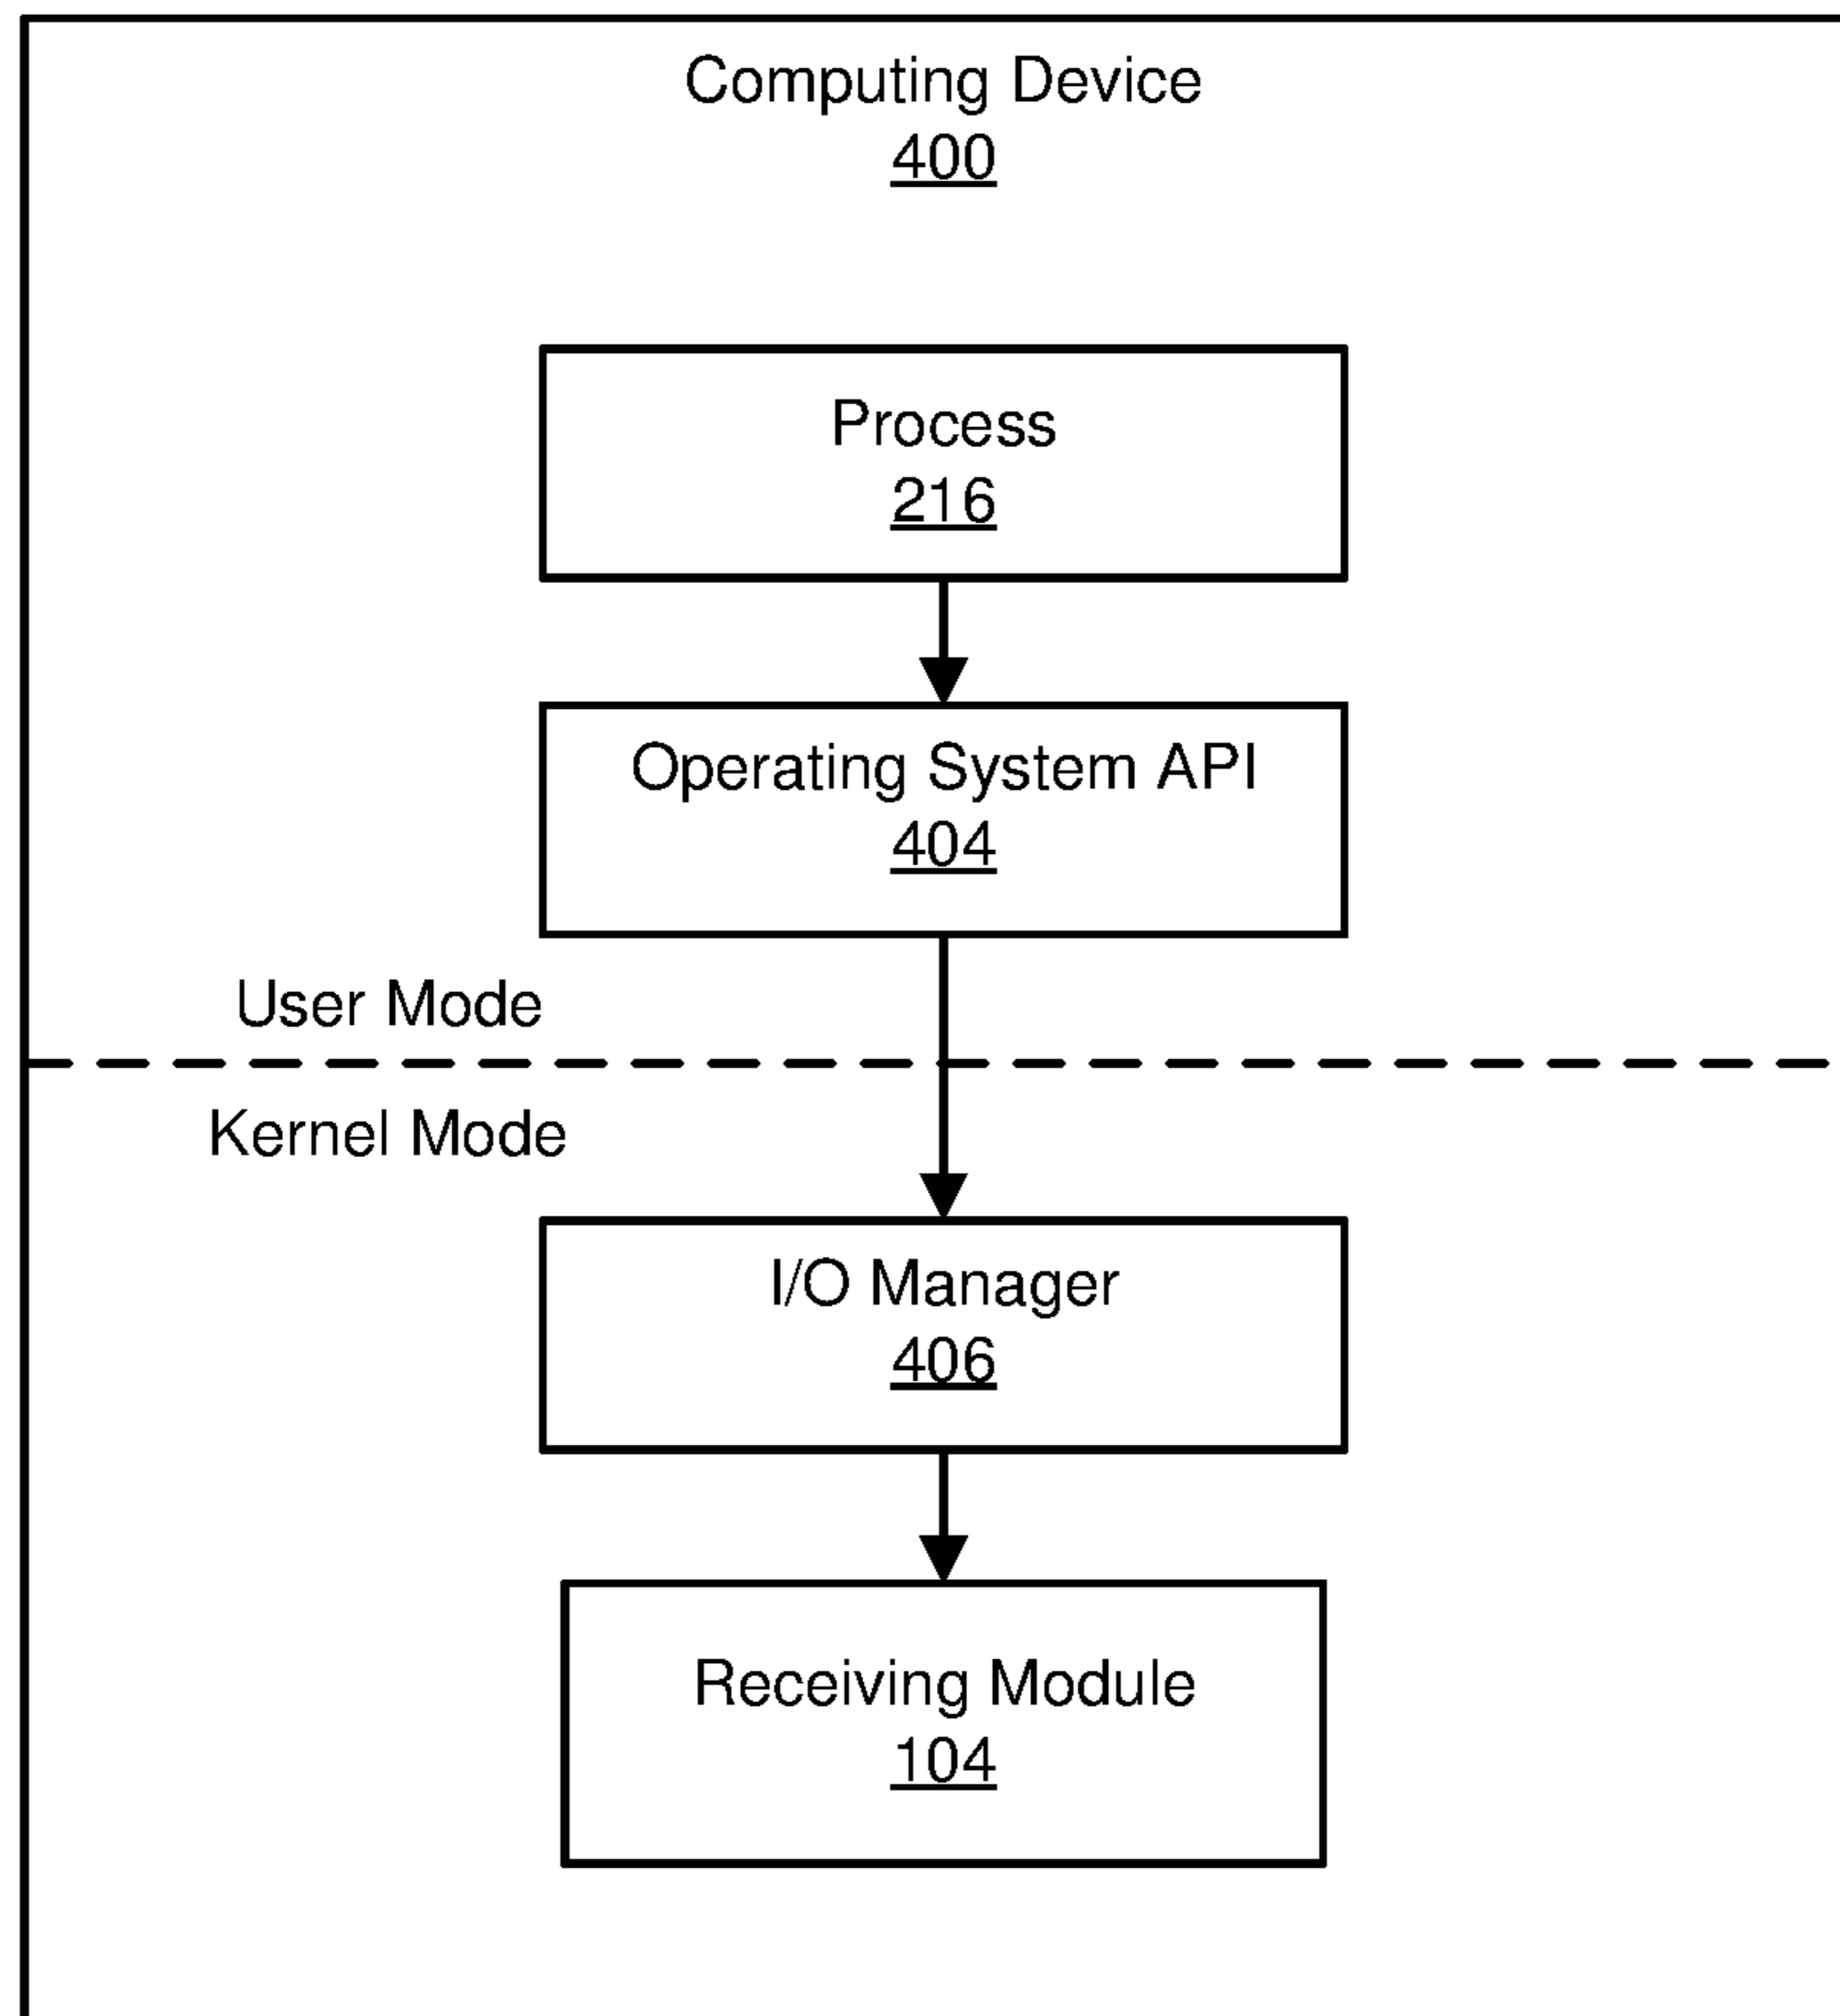 Computing Device
400
Process
216
Operating System API
404
User Mode
Kernel Mode
I/O Manager
406
Receiving Module
104